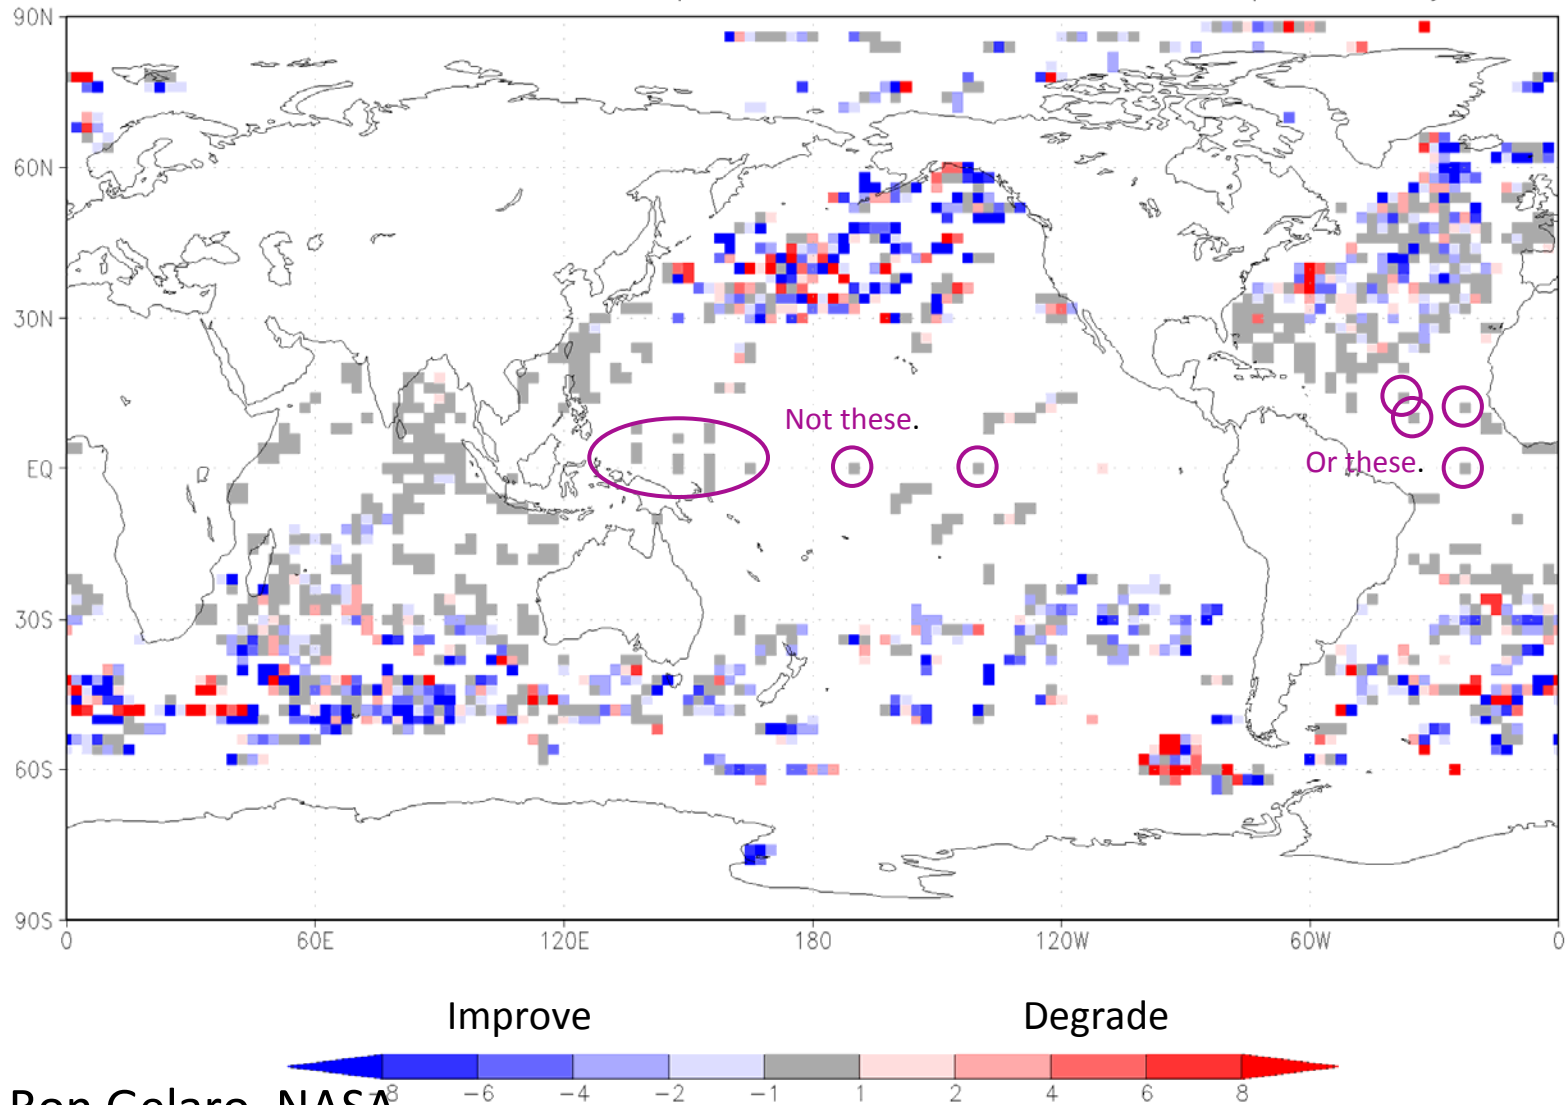 90N
60N
30N
Not these.
EQ
Or these.
30S
60S
90S
0 60E 120E 180 120W 60W 0
Improve Degrade
-8 -6 -4 -2 -1 1 2 4 6 8
Ron Gelaro, NASA